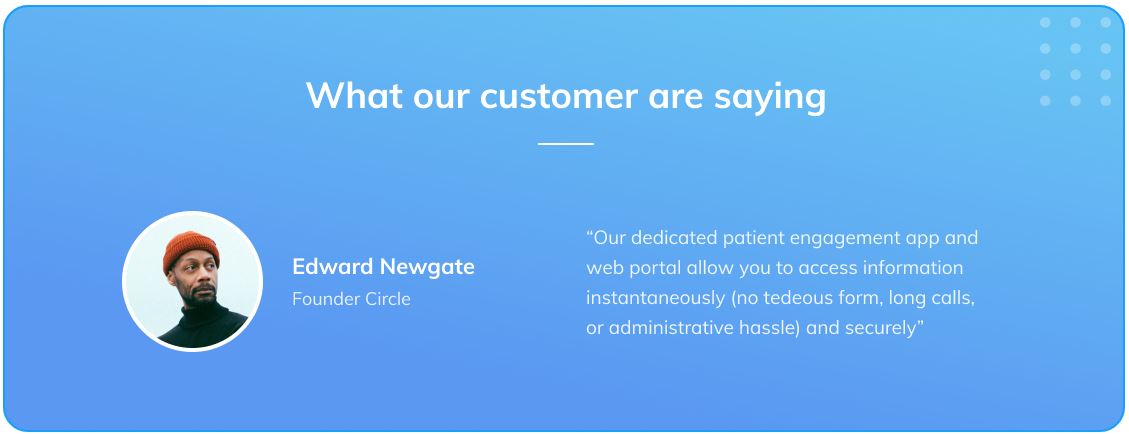 What our customer are saying
Edward Newgate
Founder Circle
“Our dedicated patient engagement app and
web portal allow you to access information
instantaneously (no tedeous form, long calls,
or administrative hassle) and securely”